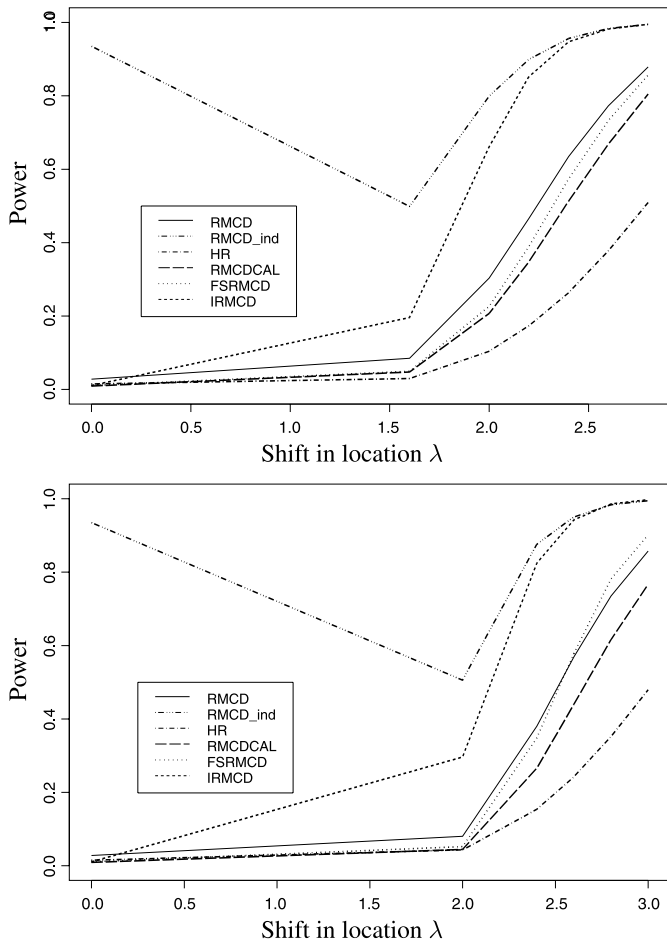 1.0
0.8
0.6
0.4
0.2
0.0
Power
RMCD
RMCD_ind
HR
RMCDCAL
FSRMCD
IRMCD
0.0 0.5 1.0 1.5 2.0 2.5
Shift in location λ
1.0
0.8
0.6
0.4
0.2
0.0
Power
RMCD
RMCD_ind
HR
RMCDCAL
FSRMCD
IRMCD
0.0 0.5 1.0 1.5 2.0 2.5 3.0
Shift in location λ